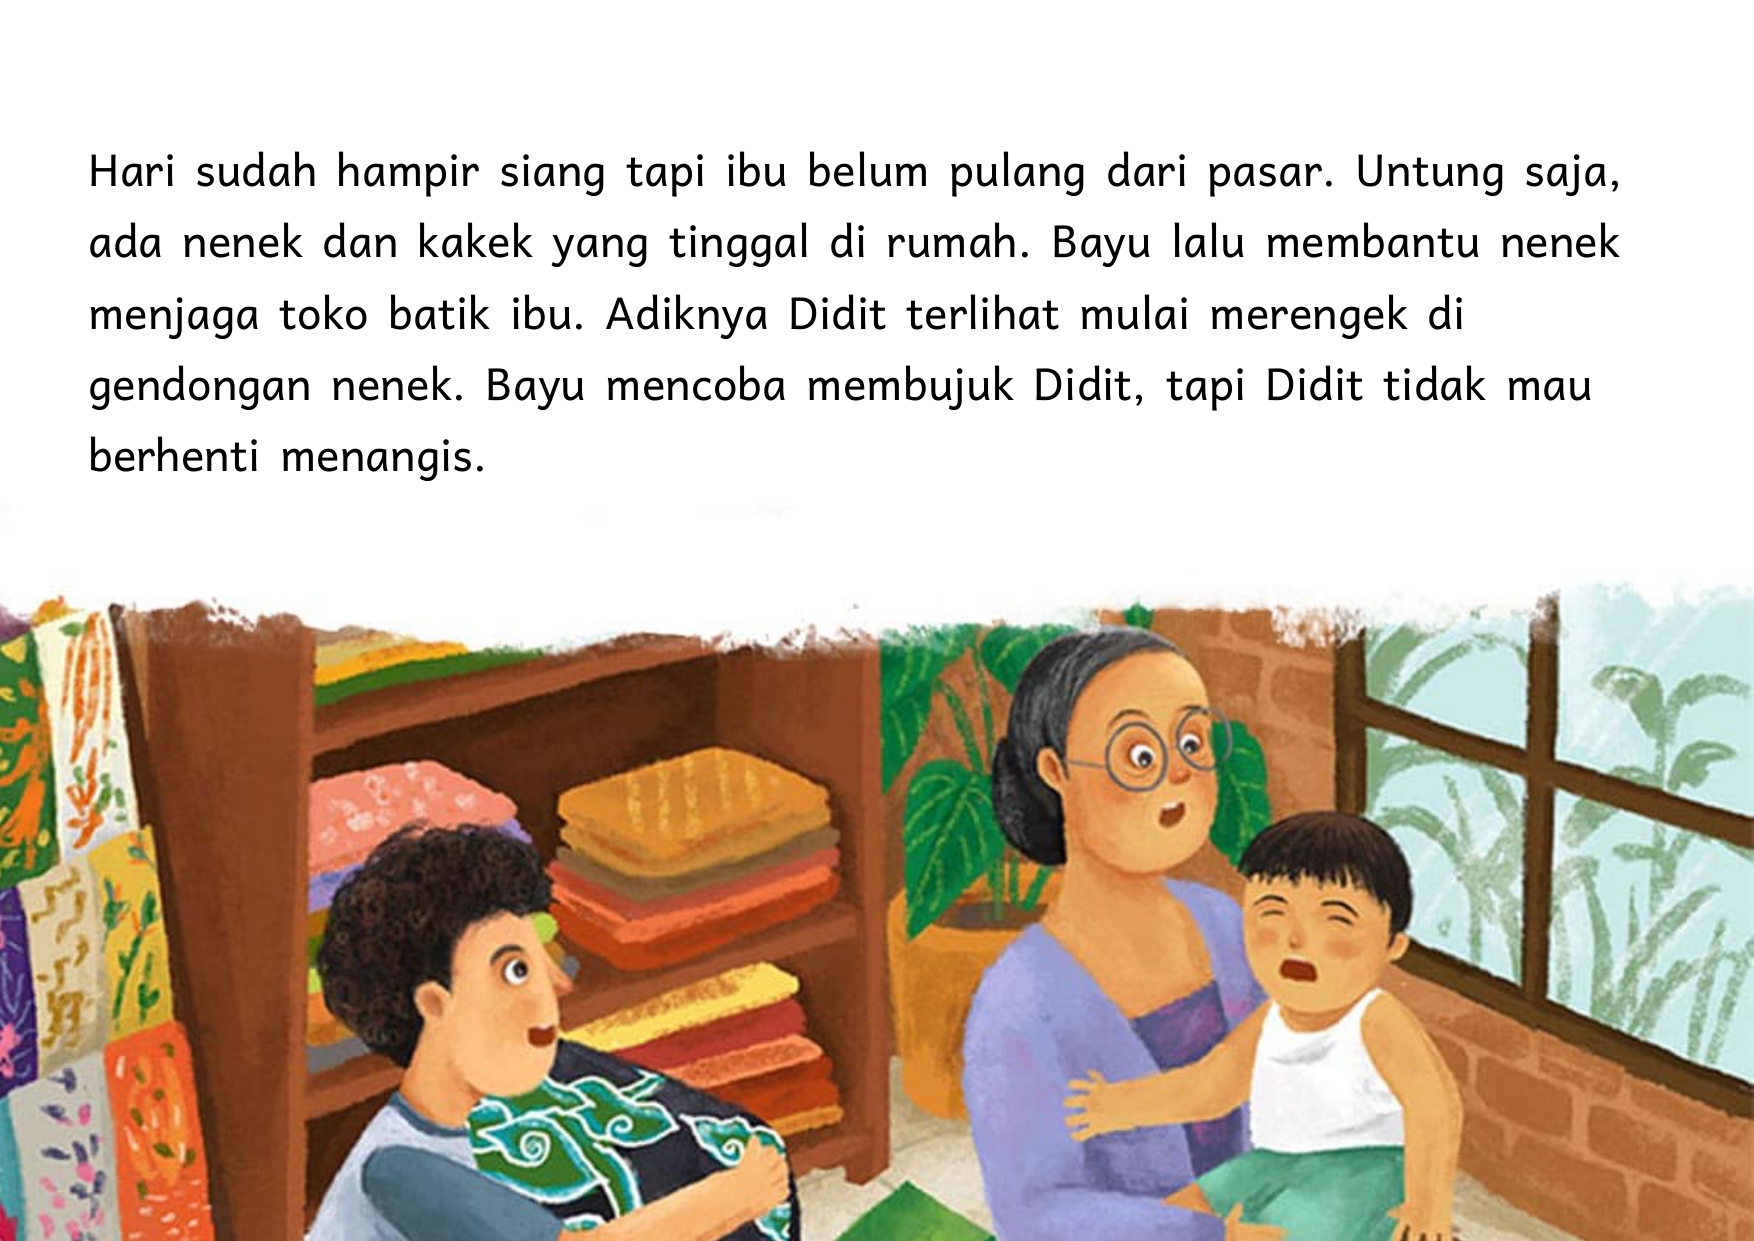 Hari sudah hampir siang tapi ibu belum pulang dari pasar. Untung saja,
ada nenek dan kakek yang tinggal di rumah. Bayu lalu membantu nenek
menjaga toko batik ibu. Adiknya Didit terlihat mulai merengek di
gendongan nenek. Bayu mencoba membujuk Didit, tapi Didit tidak mau
berhenti menangis.